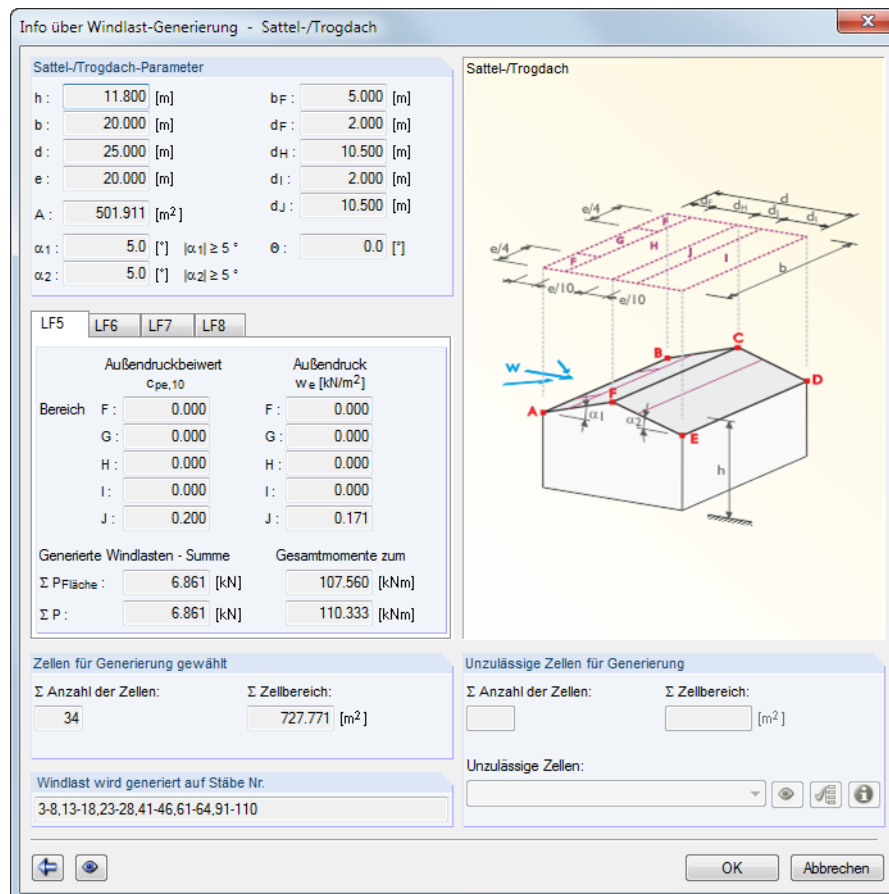 Info über Windlast-Generierung - Sattel-/Trogdach
Sattel-/Trogdach-Parameter
h : 11.800 [m] bF : 5.000 [m]
b : 20.000 [m] dF : 2.000 [m]
d : 25.000 [m] dH : 10.500 [m]
e : 20.000 [m] dI : 2.000 [m]
A : 501.911 [m²] dJ : 10.500 [m]
α1 : 5.0 [°] |α1| ≥ 5 ° Θ : 0.0 [°]
α2 : 5.0 [°] |α2| ≥ 5 °
LF5 LF6 LF7 LF8
Außendruckbeiwert Außendruck
cpe,10 we [kN/m²]
Bereich F : 0.000 F : 0.000
G : 0.000 G : 0.000
H : 0.000 H : 0.000
I : 0.000 I : 0.000
J : 0.200 J : 0.171
Generierte Windlasten - Summe Gesamtmomente zum
Σ PFläche : 6.861 [kN] 107.560 [kNm]
Σ P : 6.861 [kN] 110.333 [kNm]
Sattel-/Trogdach
d
dF dH dj di
e/4 F
G H
e/4 F J I b
e/10 e/10
W B C D
A F E
α1 α2 h
Zellen für Generierung gewählt
Σ Anzahl der Zellen: Σ Zellbereich:
34 727.771 [m²]
Windlast wird generiert auf Stäbe Nr.
3-8,13-18,23-28,41-46,61-64,91-110
Unzulässige Zellen für Generierung
Σ Anzahl der Zellen: Σ Zellbereich:
[m²]
Unzulässige Zellen:
OK Abbrechen